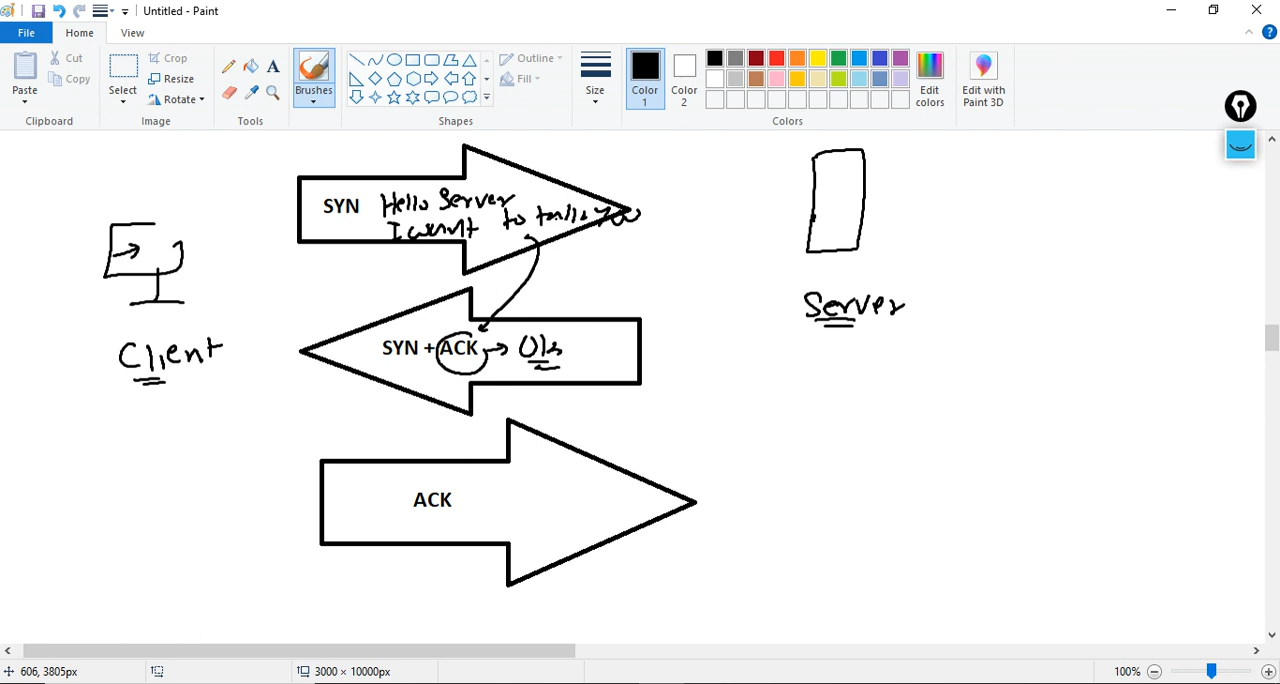 Untitled - Paint
File Home View
Paste
Cut
Copy
Clipboard
Select
Crop
Resize
Rotate
Image
A
Tools
Brushes
Outline
Fill
Shapes
Size
Color 1
Color 2
Edit colors
Edit with Paint 3D
Colors
SYN Hello Server
I want to talk
Client
Server
SYN + ACK → Ok
ACK
606, 3805px
3000 × 10000px
100%